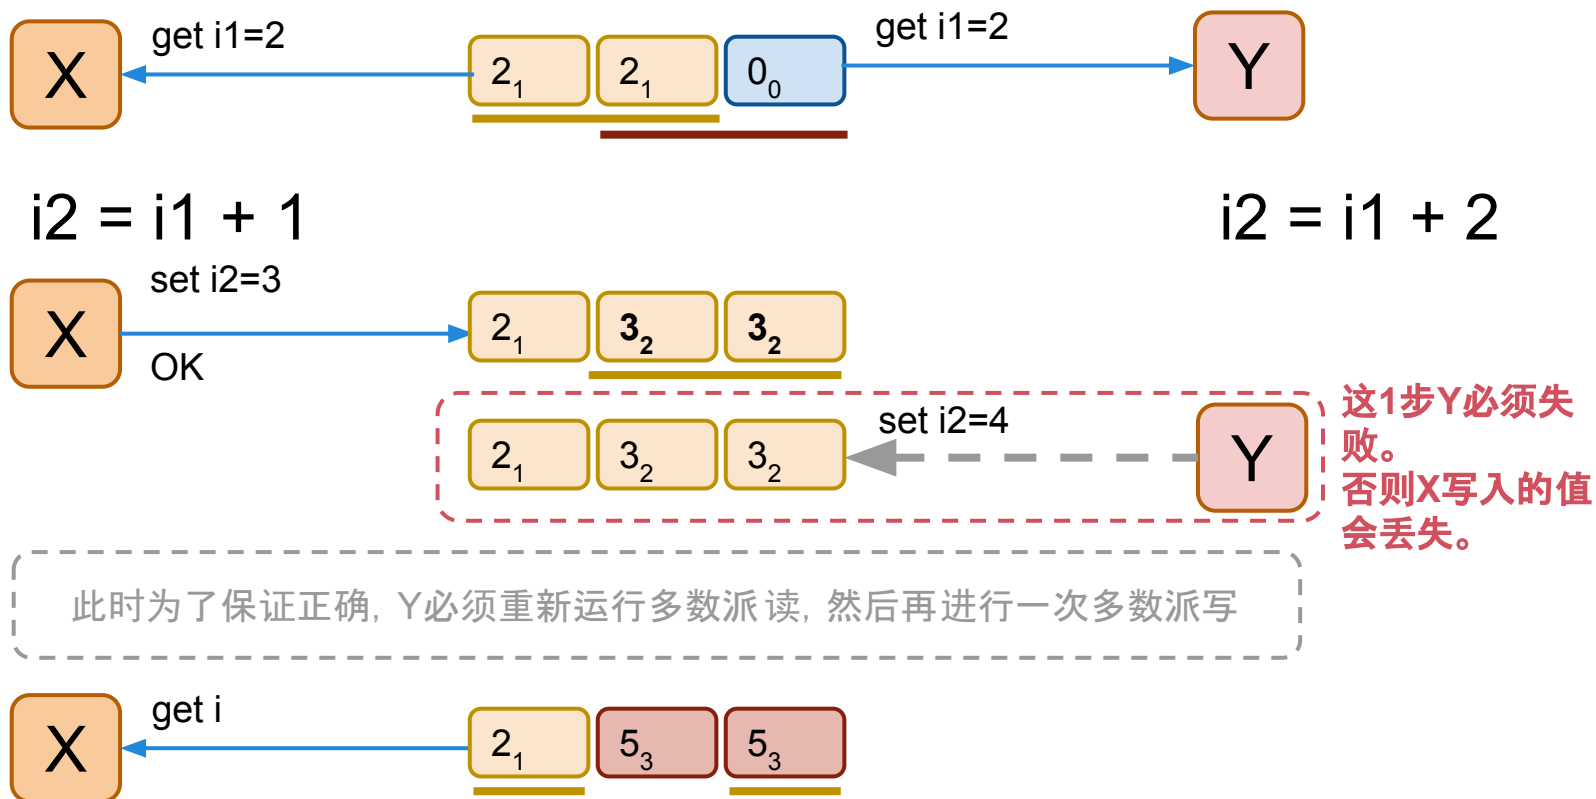 get i1=2
get i1=2
X
2₁ 2₁ 0₀
Y
i2 = i1 + 1
i2 = i1 + 2
set i2=3
X
2₁ 3₂ 3₂
OK
set i2=4
2₁ 3₂ 3₂
Y
这1步Y必须失
败。
否则X写入的值
会丢失。
此时为了保证正确, Y必须重新运行多数派读, 然后再进行一次多数派写
get i
X
2₁ 5₃ 5₃